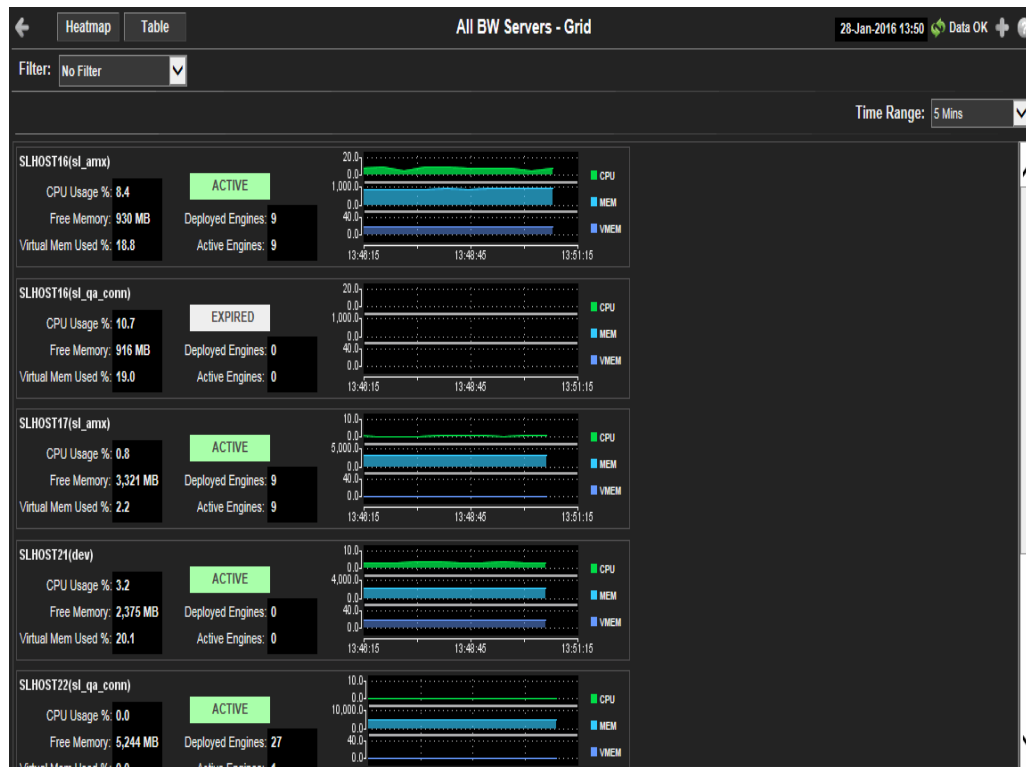 Heatmap Table All BW Servers - Grid 28-Jan-2016 13:50 Data OK
Filter: No Filter
Time Range: 5 Mins
SLHOST16(sl_amx)
CPU Usage %: 8.4 ACTIVE
Free Memory: 930 MB Deployed Engines: 9
Virtual Mem Used %: 18.8 Active Engines: 9
20.0
0.0
1,000.0
0.0
40.0
0.0
CPU
MEM
VMEM
13:46:15 13:48:45 13:51:15
SLHOST16(sl_qa_conn)
CPU Usage %: 10.7 EXPIRED
Free Memory: 916 MB Deployed Engines: 0
Virtual Mem Used %: 19.0 Active Engines: 0
20.0
0.0
1,000.0
0.0
40.0
0.0
CPU
MEM
VMEM
13:46:15 13:48:45 13:51:15
SLHOST17(sl_amx)
CPU Usage %: 0.8 ACTIVE
Free Memory: 3,321 MB Deployed Engines: 9
Virtual Mem Used %: 2.2 Active Engines: 9
10.0
0.0
5,000.0
0.0
40.0
0.0
CPU
MEM
VMEM
13:46:15 13:48:45 13:51:15
SLHOST21(dev)
CPU Usage %: 3.2 ACTIVE
Free Memory: 2,375 MB Deployed Engines: 0
Virtual Mem Used %: 20.1 Active Engines: 0
10.0
0.0
4,000.0
0.0
40.0
0.0
CPU
MEM
VMEM
13:46:15 13:48:45 13:51:15
SLHOST22(sl_qa_conn)
CPU Usage %: 0.0 ACTIVE
Free Memory: 5,244 MB Deployed Engines: 27
Virtual Mem Used %: Active Engines:
10.0
0.0
10,000.0
0.0
40.0
0.0
CPU
MEM
VMEM